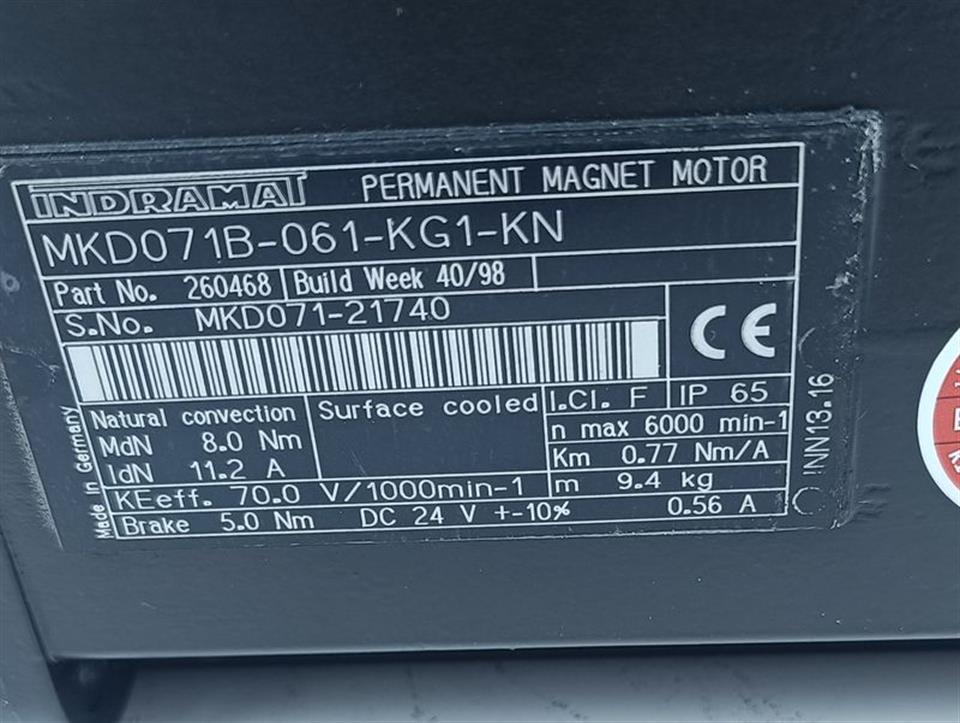 INDRAMAT PERMANENT MAGNET MOTOR
MKD071B-061-KG1-KN
Part No. 260468 Build Week 40/98
S.No. MKD071-21740
CE
Natural convection Surface cooled I.Cl. F IP 65
MdN 8.0 Nm n max 6000 min-1
IdN 11.2 A Km 0.77 Nm/A
KEeff. 70.0 V/1000min-1 m 9.4 kg
Brake 5.0 Nm DC 24 V +-10% 0.56 A
Made in Germany
INN13.16